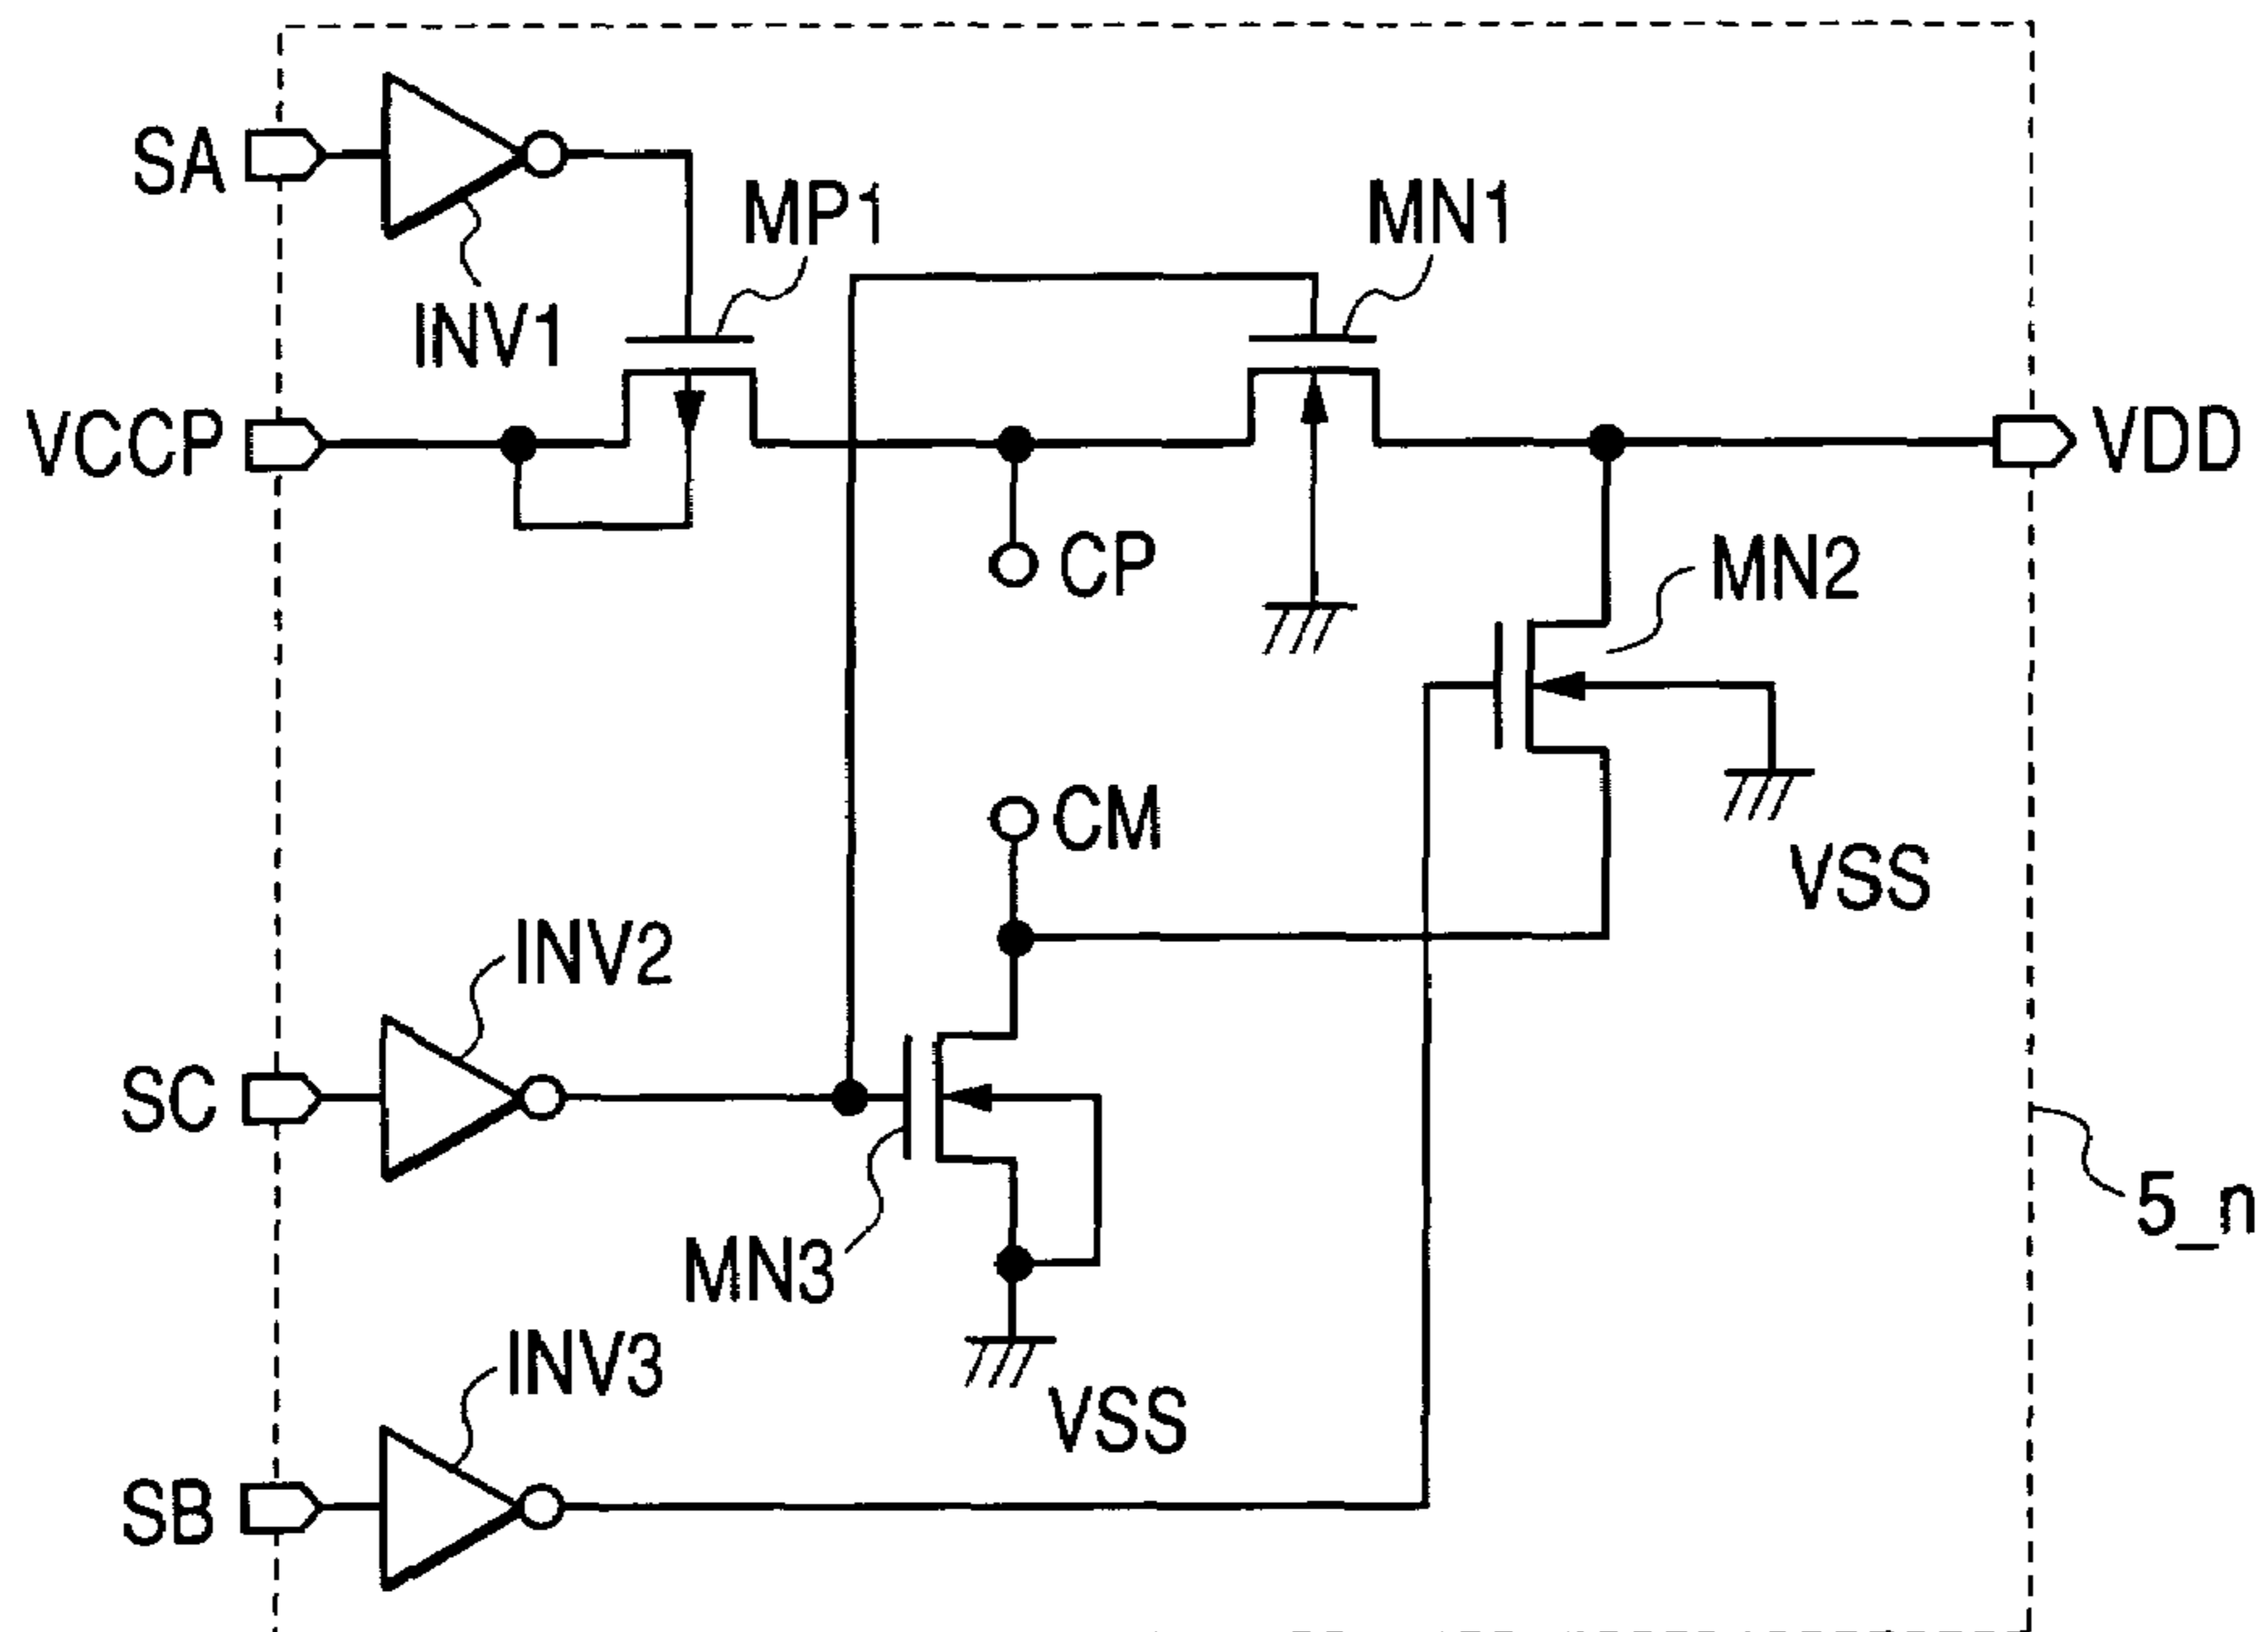 SA
MP1
MN1
INV1
VCCP
VDD
CP
MN2
CM
VSS
INV2
SC
5_n
MN3
INV3
VSS
SB